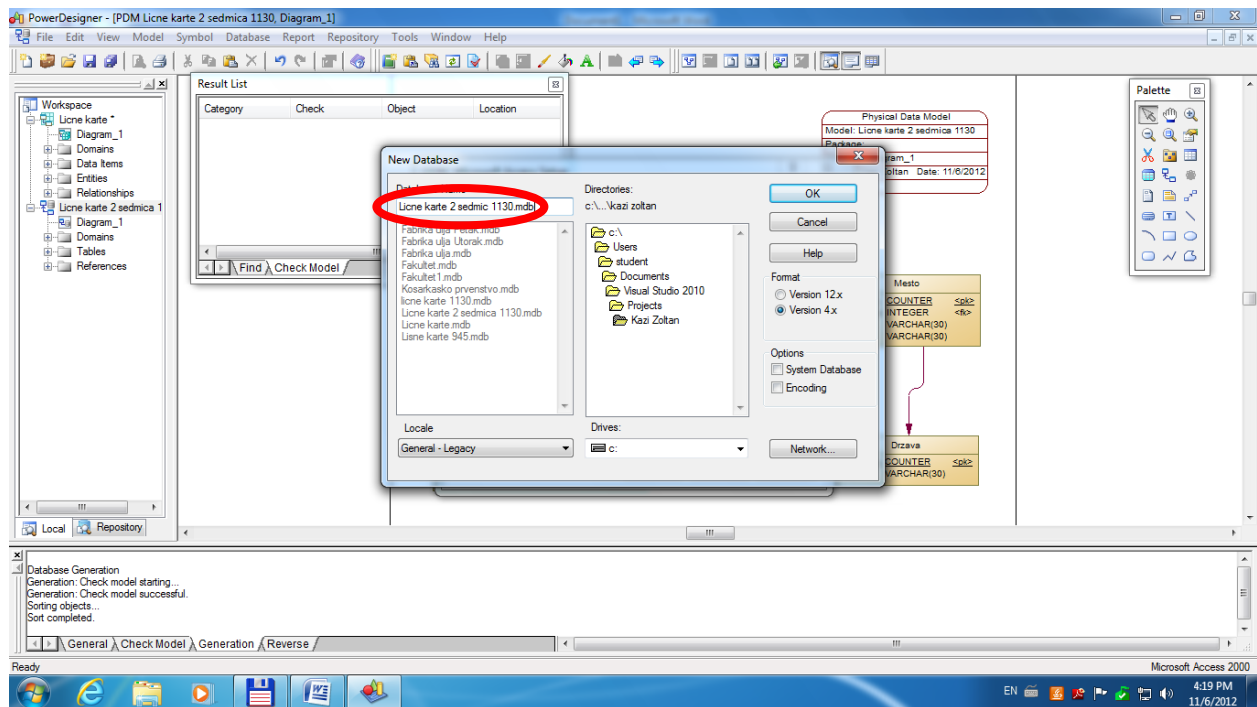 PowerDesigner - [PDM Licne karte 2 sedmica 1130, Diagram_1]
File Edit View Model Symbol Database Report Repository Tools Window Help
Workspace
Licne karte *
Diagram_1
Domains
Data Items
Entities
Relationships
Licne karte 2 sedmica 1
Diagram_1
Domains
Tables
References
Local Repository
Result List
Category Check Object Location
Find Check Model
Physical Data Model
Model: Licne karte 2 sedmica 1130
Package:
ram_1
oltan Date: 11/6/2012
Palette
New Database
Licne karte 2 sedmic 1130.mdb
Fabrika ulja Petak.mdb
Fabrika ulja Utorak.mdb
Fabrika ulja.mdb
Fakultet.mdb
Fakultet1.mdb
Kosarkasko prvenstvo.mdb
licne karte 1130.mdb
Licne karte 2 sedmica 1130.mdb
Licne karte.mdb
Lisne karte 945.mdb
Locale
General - Legacy
Directories:
c:\...\kazi zoltan
c:\
Users
student
Documents
Visual Studio 2010
Projects
Kazi Zoltan
Drives:
c:
OK
Cancel
Help
Format
Version 12.x
Version 4.x
Options
System Database
Encoding
Network...
Mesto
COUNTER <pk>
INTEGER <fk>
VARCHAR(30)
VARCHAR(30)
Drzava
COUNTER <pk>
VARCHAR(30)
Database Generation
Generation: Check model starting...
Generation: Check model successful.
Sorting objects...
Sort completed.
General Check Model Generation Reverse
Ready
Microsoft Access 2000
EN
4:19 PM
11/6/2012